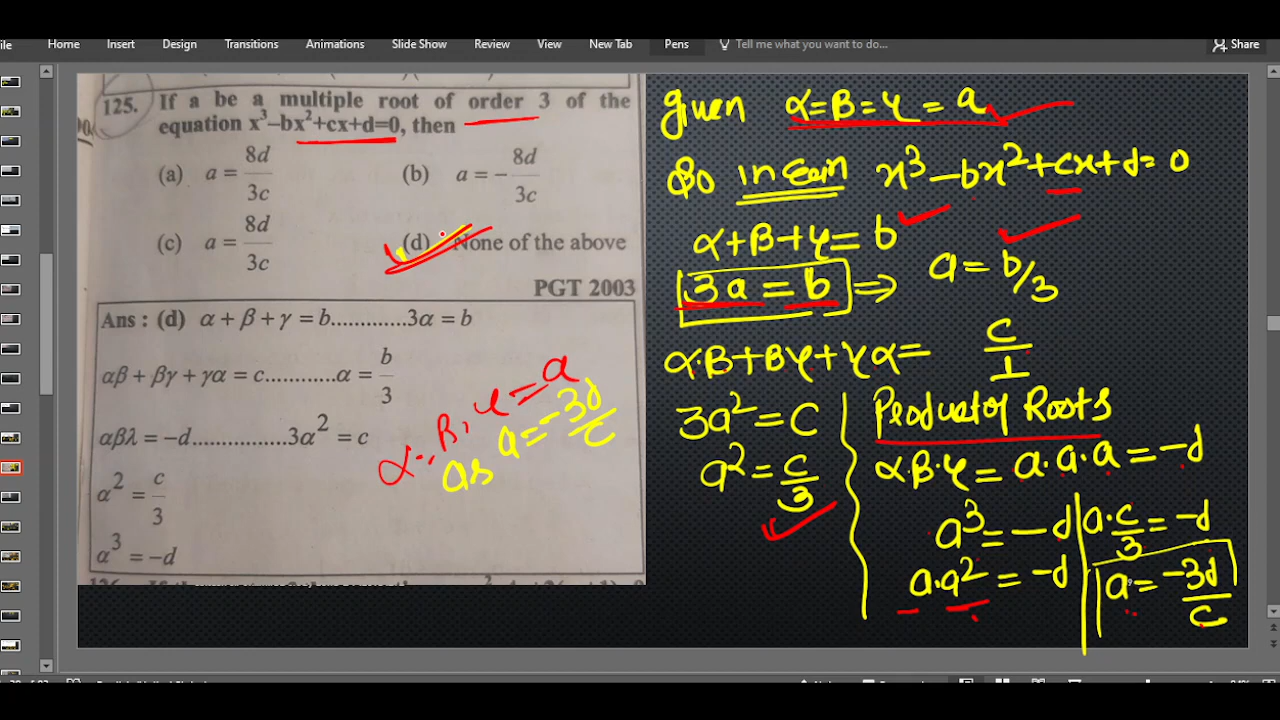 File Home Insert Design Transitions Animations Slide Show Review View New Tab Pens Tell me what you want to do... Share
125. If a be a multiple root of order 3 of the
equation x³–bx²+cx+d=0, then
(a) a = 8d/3c (b) a = – 8d/3c
(c) a = 8d/3c (d) None of the above
PGT 2003
Ans : (d) α + β + γ = b.............3α = b
αβ + βγ + γα = c............α = b/3
αβλ = –d................3α² = c
α² = c/3
α³ = –d
α, β, γ = a
as a = -3d/c
Given α=β=γ=a
So in Eqn x³-bx²+cx+d=0
α+β+γ=b
3a=b ⇒ a=b/3
α·β+βγ+γα= c/1
3a²=c
a²=c/3
Product of Roots
α·β·γ=a·a·a=-d
a³=-d
a·a²=-d
a·c/3=-d
a=-3d/c